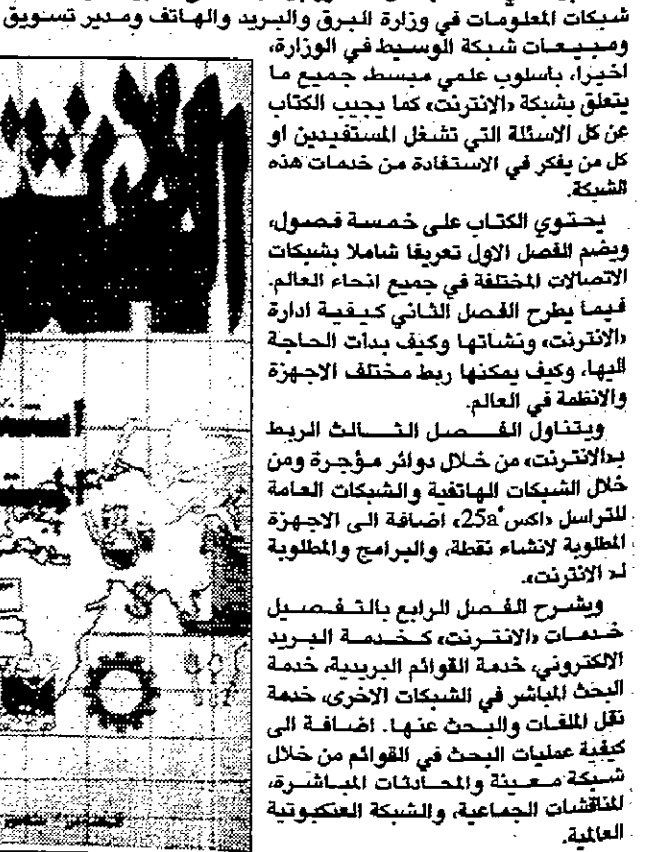 شبكات المعلومات في وزارة البرق والبريد والهاتف ومدير تسويق
ومبيعات شبكة الوسيط في الوزارة،
اخيرا، باسلوب علمي مبسط، جميع ما
يتعلق بشبكة «الانترنت» كما يجيب الكتاب
عن كل الاسئلة التي تشغل المستفيدين او
كل من يفكر في الاستفادة من خدمات هذه
الشبكة.
يحتوي الكتاب على خمسة فصول،
ويضم الفصل الاول تعريفا شاملا بشبكات
الاتصالات المختلفة في جميع انحاء العالم.
فيما يطرح الفصل الثاني كيفية ادارة
«الانترنت» ونشاتها وكيف بدات الحاجة
اليها، وكيف يمكنها ربط مختلف الاجهزة
والانظمة في العالم.
ويتناول الفصل الثالث الربط
بـ«الانترنت» من خلال دوائر مؤجرة ومن
خلال الشبكات الهاتفية والشبكات العامة
للتراسل «اكس 25a» اضافة الى الاجهزة
المطلوبة لانشاء نقطة، والبرامج والمطلوبة
لـ« الانترنت».
ويشرح الفصل الرابع بالتفصيل
خدمات «الانترنت» كخدمة البريد
الالكتروني، خدمة القوائم البريدية، خدمة
البحث المباشر في الشبكات الاخرى، خدمة
نقل الملفات والبحث عنها. اضافة الى
كيفية عمليات البحث في القوائم من خلال
شبكة معينة والمحادثات المباشرة،
المناقشات الجماعية، والشبكة العنكبوتية
العالمية.